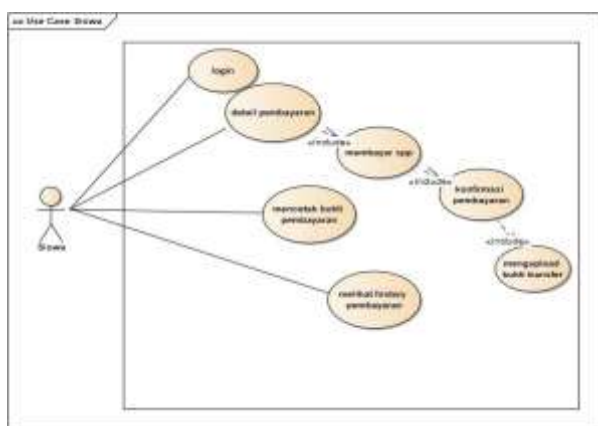 uc Use Case Siswa
login
detail pembayaran
«include»
membayar spp
«include»
konfirmasi
pembayaran
«include»
mengupload
bukti transfer
mencetak bukti
pembayaran
melihat history
pembayaran
Siswa